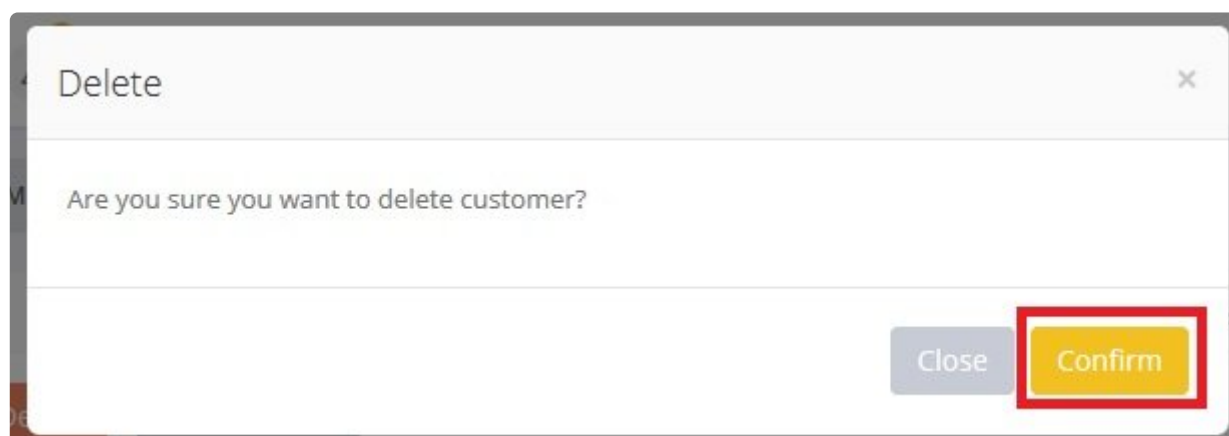 Delete
×
Are you sure you want to delete customer?
Close
Confirm